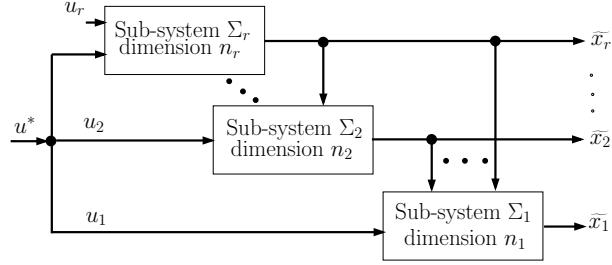 u_r
Sub-system Σ_r
dimension n_r
x̃_r
u*
u_2
Sub-system Σ_2
dimension n_2
x̃_2
u_1
Sub-system Σ_1
dimension n_1
x̃_1